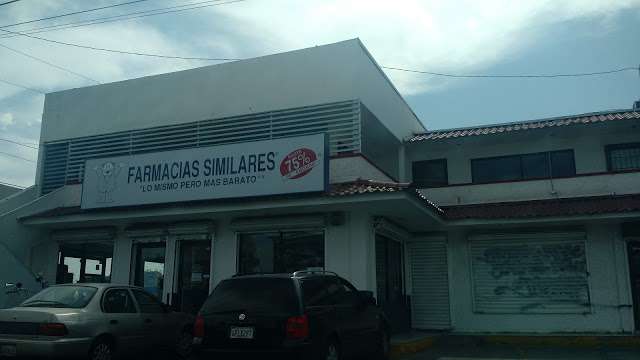 FARMACIAS SIMILARES
"LO MISMO PERO MAS BARATO"
75%